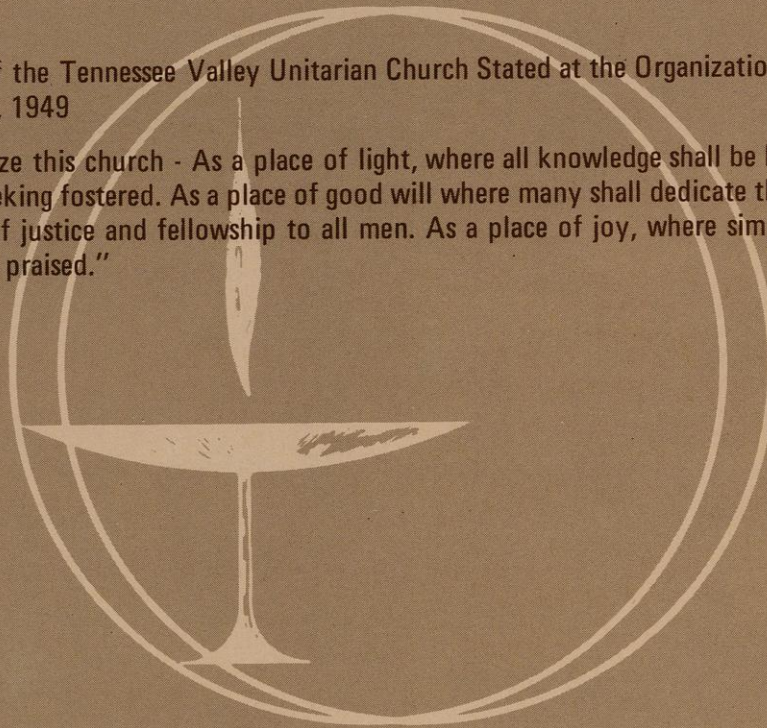 the Tennessee Valley Unitarian Church Stated at the Organizatio
1949
ze this church - As a place of light, where all knowledge shall be
eking fostered. As a place of good will where many shall dedicate t
f justice and fellowship to all men. As a place of joy, where sim
praised.”